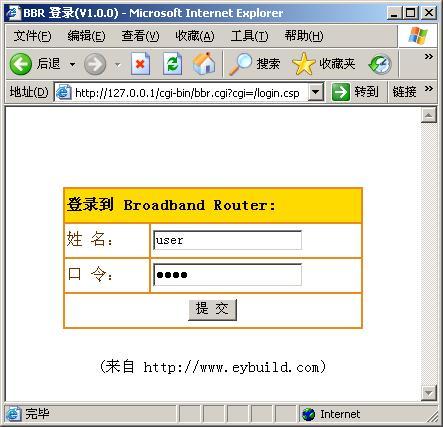 BBR 登录(V1.0.0) - Microsoft Internet Explorer
文件(F) 编辑(E) 查看(V) 收藏(A) 工具(T) 帮助(H)
后退 搜索 收藏夹
地址(D) http://127.0.0.1/cgi-bin/bbr.cgi?cgi=/login.csp 转到 链接
登录到 Broadband Router:
姓 名: user
口 令: ●●●●
提 交
(来自 http://www.eybuild.com)
完毕 Internet